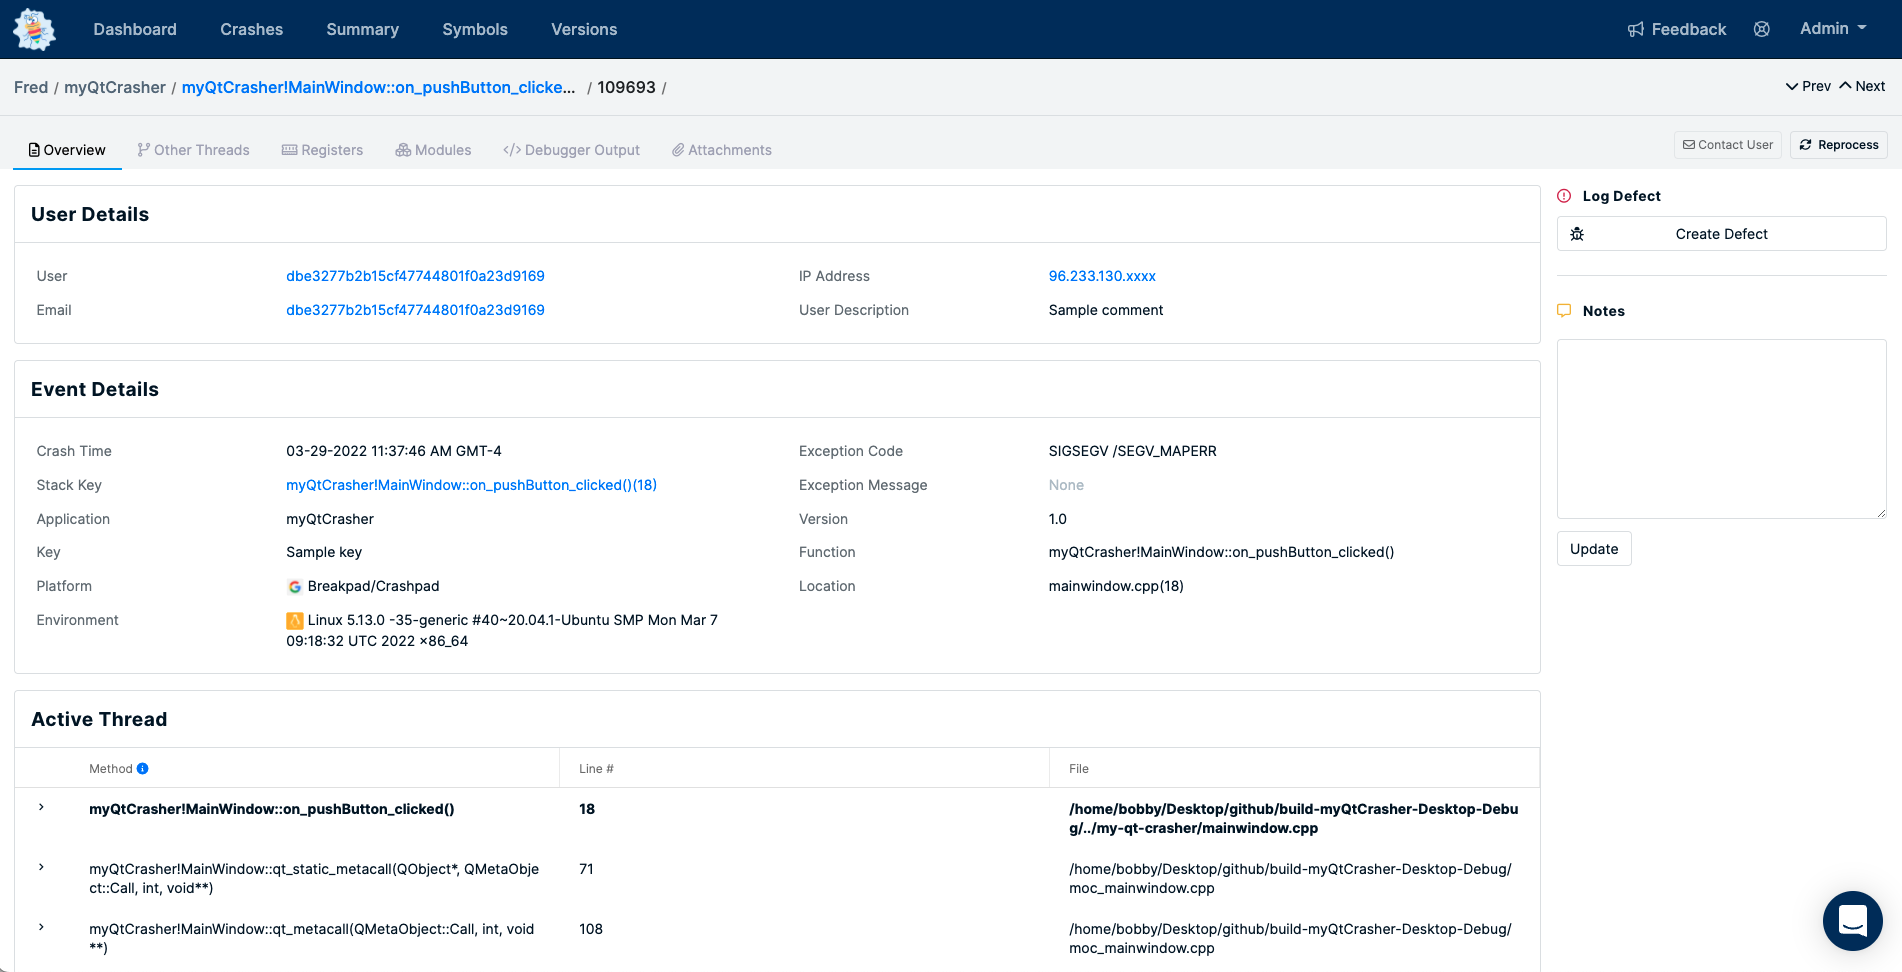 Dashboard Crashes Summary Symbols Versions Feedback Admin
Fred / myQtCrasher / myQtCrasher!MainWindow::on_pushButton_clicke... / 109693 / Prev Next
Overview Other Threads Registers Modules </> Debugger Output Attachments Contact User Reprocess
User Details
User dbe3277b2b15cf47744801f0a23d9169 IP Address 96.233.130.xxxx
Email dbe3277b2b15cf47744801f0a23d9169 User Description Sample comment
Event Details
Crash Time 03-29-2022 11:37:46 AM GMT-4 Exception Code SIGSEGV /SEGV_MAPERR
Stack Key myQtCrasher!MainWindow::on_pushButton_clicked()(18) Exception Message None
Application myQtCrasher Version 1.0
Key Sample key Function myQtCrasher!MainWindow::on_pushButton_clicked()
Platform Breakpad/Crashpad Location mainwindow.cpp(18)
Environment Linux 5.13.0 -35-generic #40~20.04.1-Ubuntu SMP Mon Mar 7
09:18:32 UTC 2022 x86_64
Active Thread
Method Line # File
myQtCrasher!MainWindow::on_pushButton_clicked() 18 /home/bobby/Desktop/github/build-myQtCrasher-Desktop-Debu
g/../my-qt-crasher/mainwindow.cpp
myQtCrasher!MainWindow::qt_static_metacall(QObject*, QMetaObje 71 /home/bobby/Desktop/github/build-myQtCrasher-Desktop-Debug/
ct::Call, int, void**) moc_mainwindow.cpp
myQtCrasher!MainWindow::qt_metacall(QMetaObject::Call, int, void 108 /home/bobby/Desktop/github/build-myQtCrasher-Desktop-Debug/
**) moc_mainwindow.cpp
Log Defect
Create Defect
Notes
Update